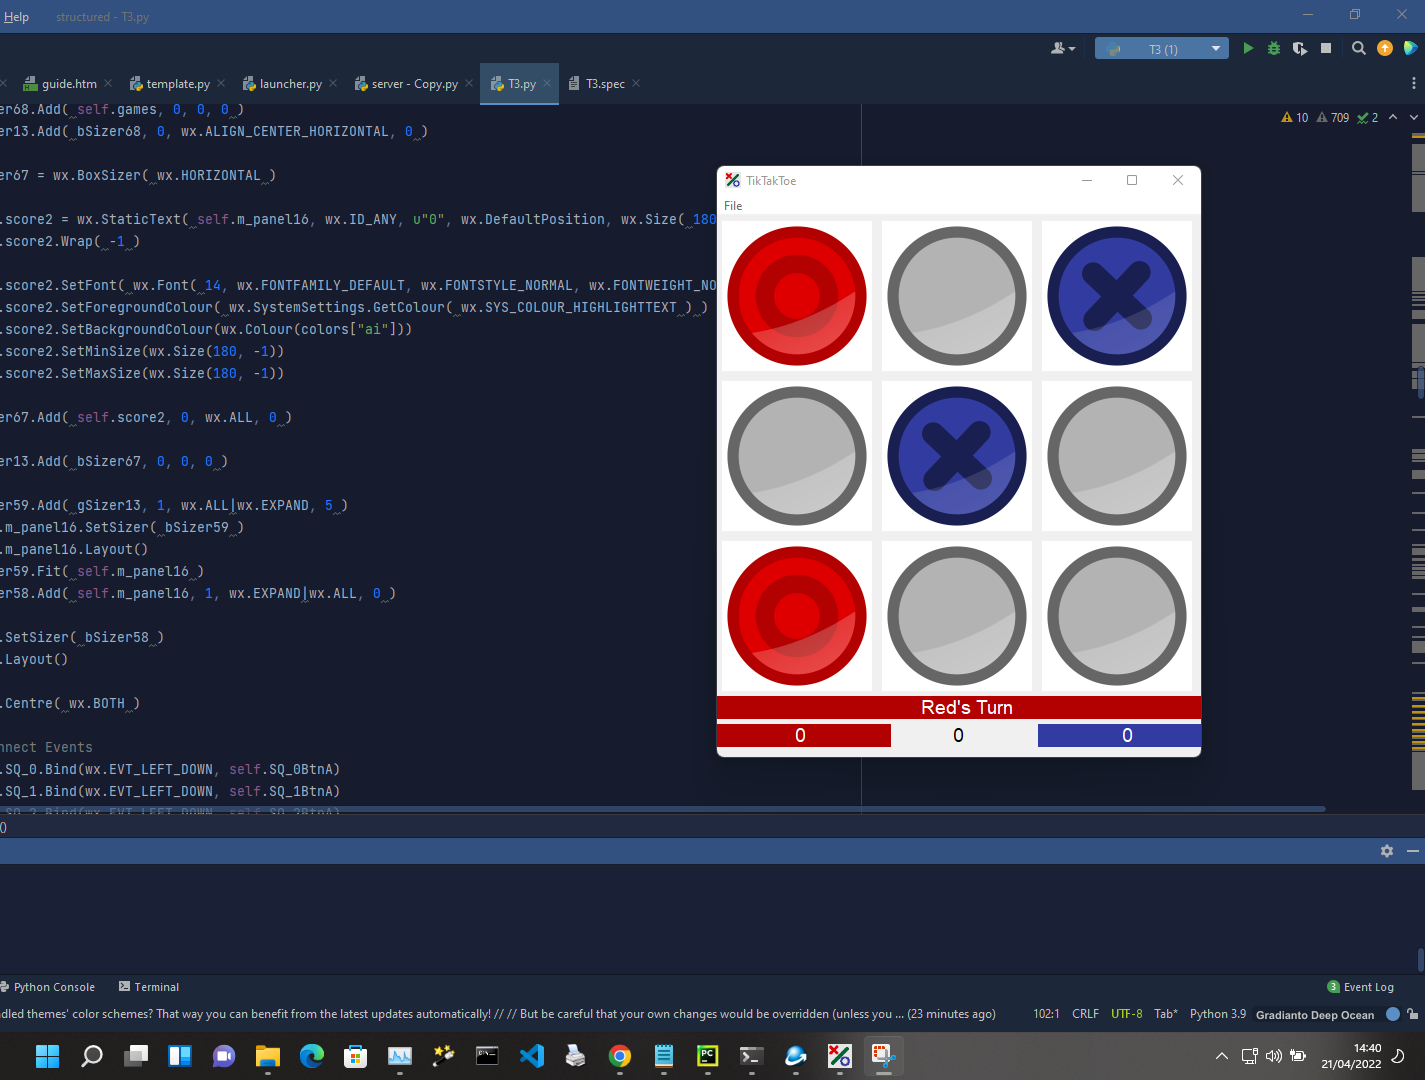 Help structured - T3.py
T3 (1)
guide.htm template.py launcher.py server - Copy.py T3.py T3.spec
er68.Add( self.games, 0, 0, 0 )
10 709 2
er13.Add( bSizer68, 0, wx.ALIGN_CENTER_HORIZONTAL, 0 )
er67 = wx.BoxSizer( wx.HORIZONTAL )
.score2 = wx.StaticText( self.m_panel16, wx.ID_ANY, u"0", wx.DefaultPosition, wx.Size( 180
.score2.Wrap( -1 )
.score2.SetFont( wx.Font( 14, wx.FONTFAMILY_DEFAULT, wx.FONTSTYLE_NORMAL, wx.FONTWEIGHT_NO
.score2.SetForegroundColour( wx.SystemSettings.GetColour( wx.SYS_COLOUR_HIGHLIGHTTEXT ) )
.score2.SetBackgroundColour(wx.Colour(colors["ai"]))
.score2.SetMinSize(wx.Size(180, -1))
.score2.SetMaxSize(wx.Size(180, -1))
er67.Add( self.score2, 0, wx.ALL, 0 )
er13.Add( bSizer67, 0, 0, 0 )
er59.Add( gSizer13, 1, wx.ALL|wx.EXPAND, 5 )
.m_panel16.SetSizer( bSizer59 )
.m_panel16.Layout()
er59.Fit( self.m_panel16 )
er58.Add( self.m_panel16, 1, wx.EXPAND|wx.ALL, 0 )
.SetSizer( bSizer58 )
.Layout()
.Centre( wx.BOTH )
nnect Events
.SQ_0.Bind(wx.EVT_LEFT_DOWN, self.SQ_0BtnA)
.SQ_1.Bind(wx.EVT_LEFT_DOWN, self.SQ_1BtnA)
.SQ_2.Bind(wx.EVT_LEFT_DOWN, self.SQ_2BtnA)
()
TikTakToe
File
Red's Turn
0 0 0
Python Console Terminal 3 Event Log
dled themes' color schemes? That way you can benefit from the latest updates automatically! // // But be careful that your own changes would be overridden (unless you ... (23 minutes ago) 102:1 CRLF UTF-8 Tab* Python 3.9 Gradianto Deep Ocean
PC
14:40
21/04/2022